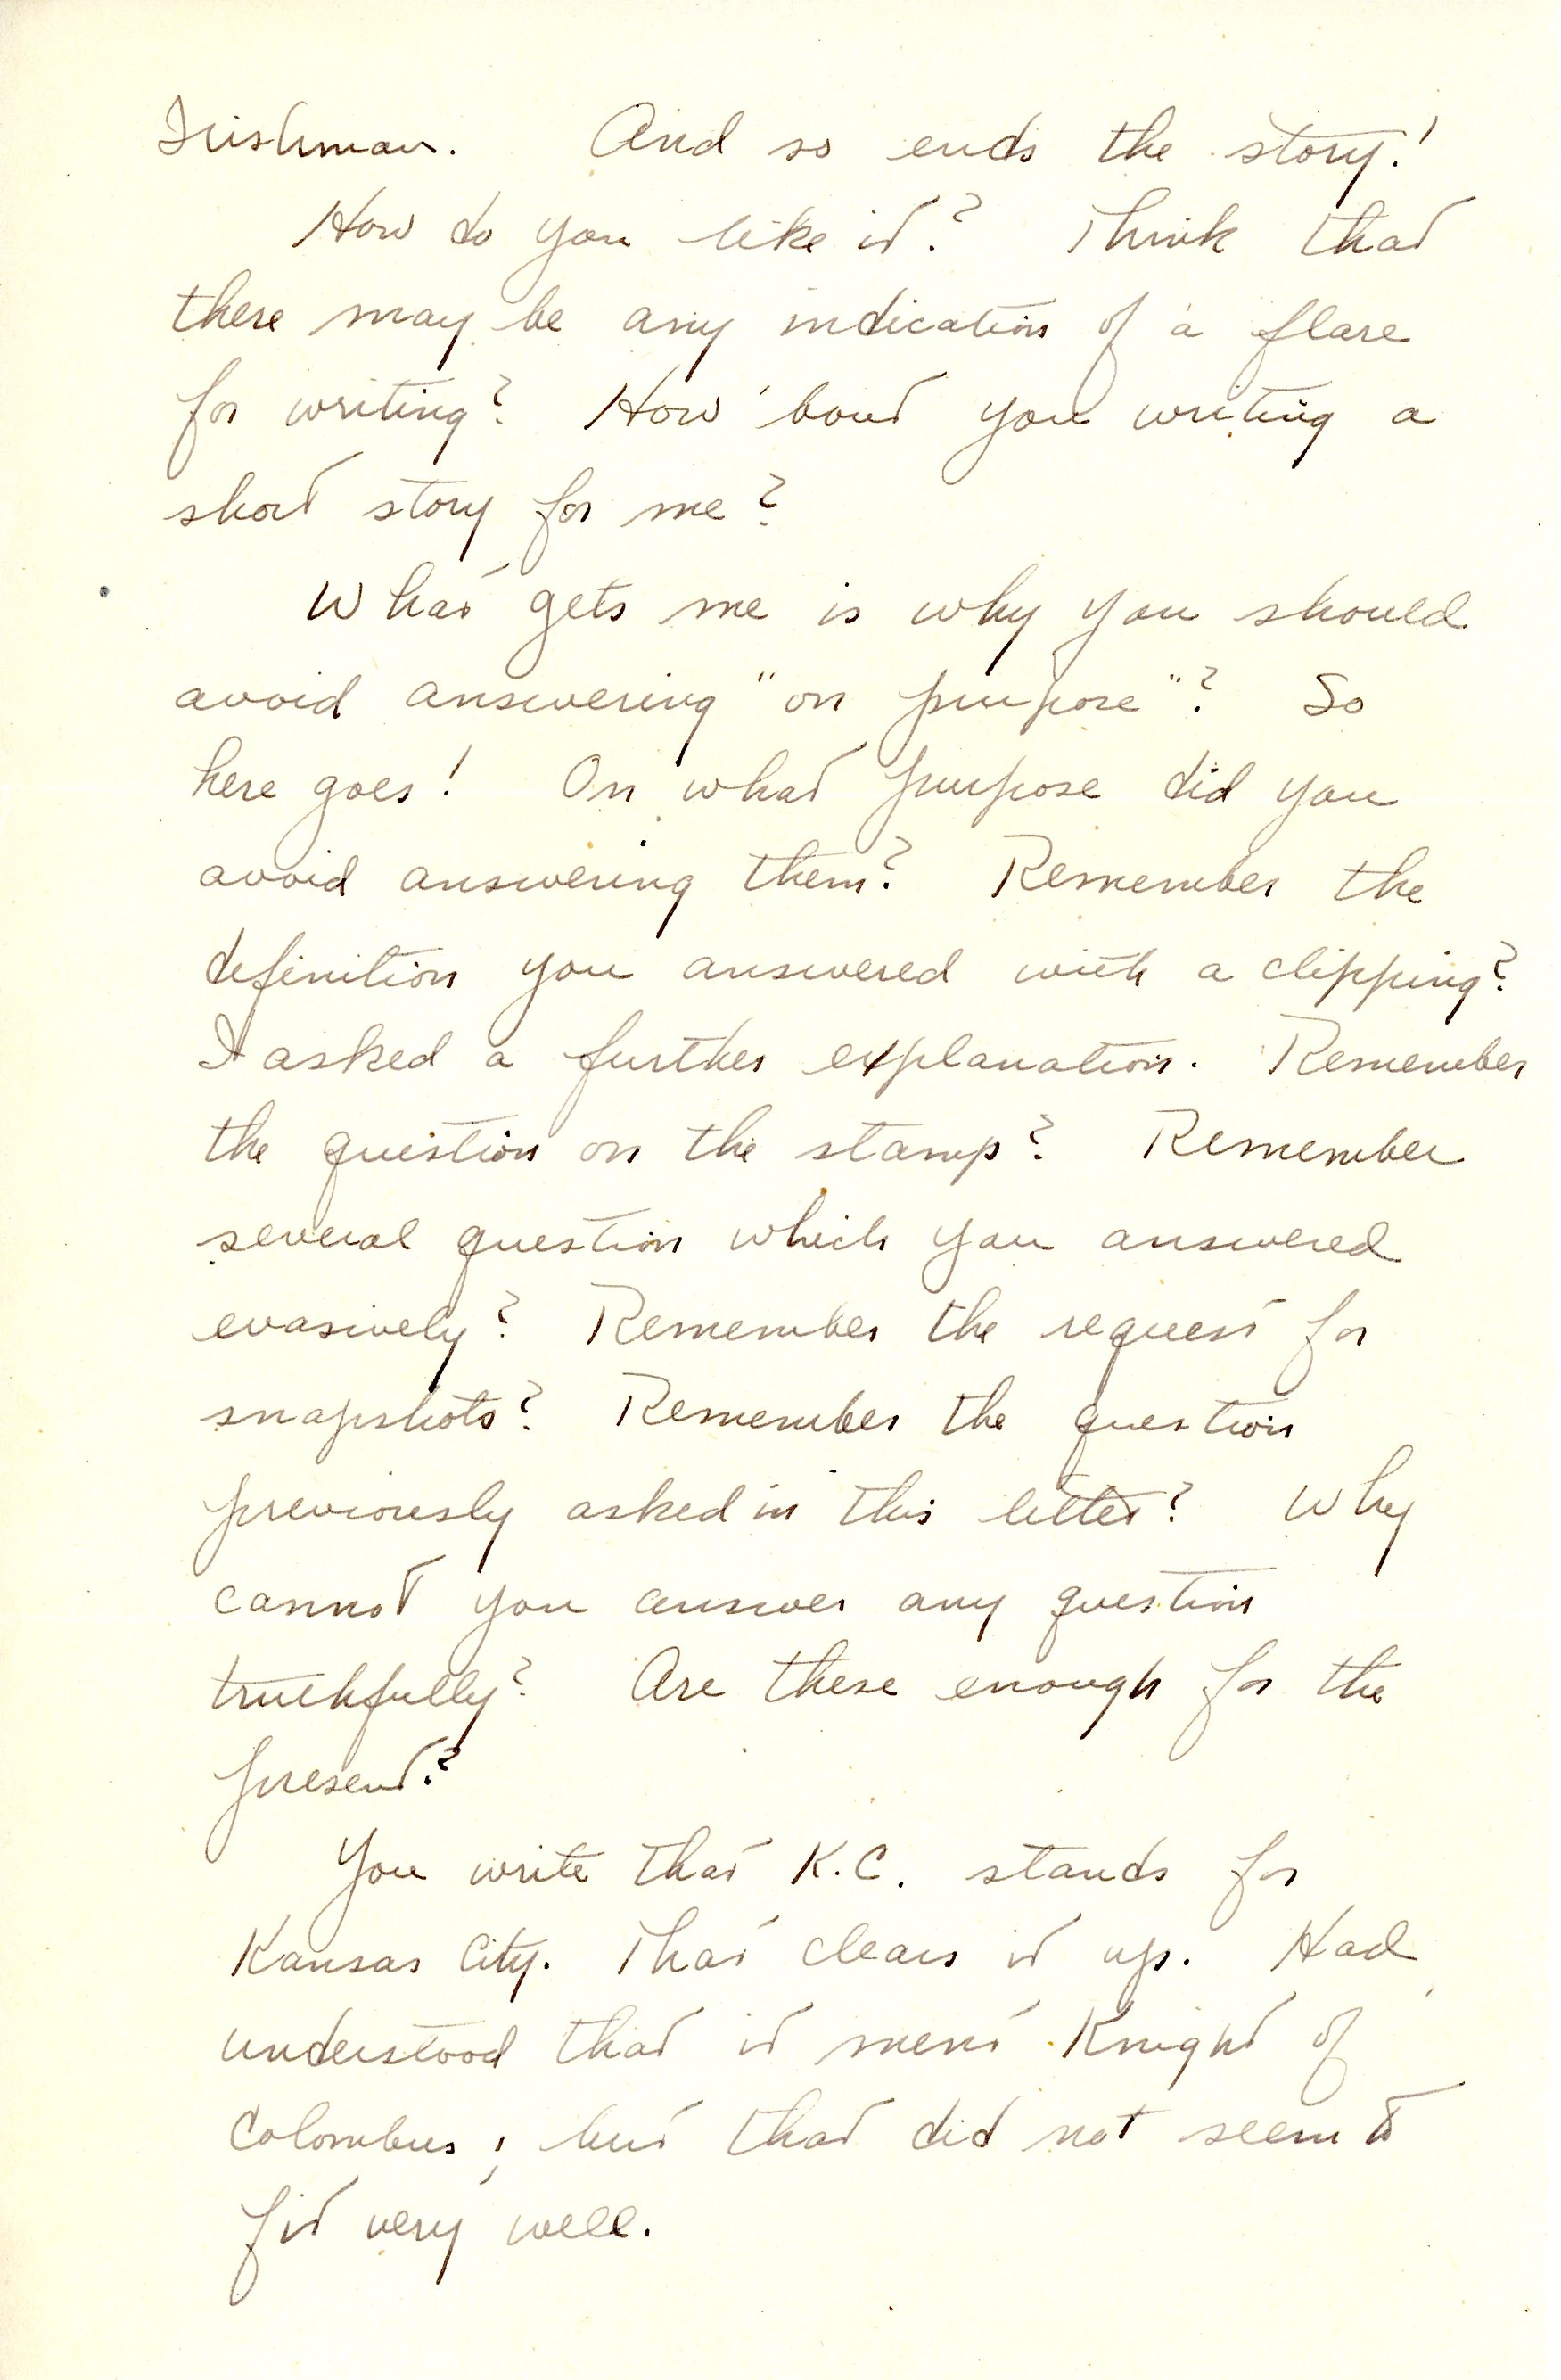 Irishman. And so ends the story!
How do you like it? Think that
there may be any indication of a flare
for writing? How 'bout you writing a
short story for me?
What gets me is why you should
avoid answering "on purpose"? So
here goes! On what purpose did you
avoid answering them? Remember the
definition you answered with a clipping?
I asked a further explanation. Remember
the question on the stamp? Remember
several question which you answered
evasively? Remember the request for
snapshots? Remember the question
previously asked in this letter? Why
cannot you answer any question
truthfully? Are these enough for the
present?
You write that K.C. stands for
Kansas City. That clears it up. Had
understood that it ment Knight of
Colombus; but that did not seem to
fit very well.